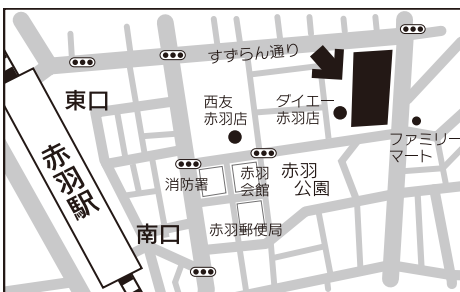 すずらん通り
東口
西友
赤羽店
ダイエー
赤羽店
ファミリー
マート
赤羽駅
消防署
赤羽
会館
赤羽
公園
南口
赤羽郵便局